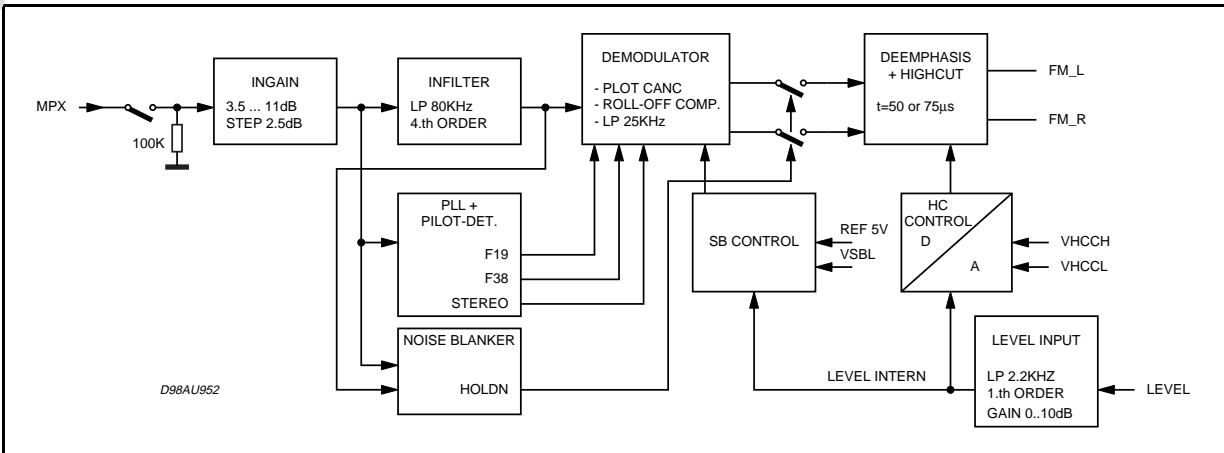 MPX
100K
INGAIN
3.5 ... 11dB
STEP 2.5dB
INFILTER
LP 80KHz
4.th ORDER
DEMODULATOR
- PLOT CANC
- ROLL-OFF COMP.
- LP 25KHz
DEEMPHASIS
+ HIGHCUT
t=50 or 75μs
FM_L
FM_R
PLL +
PILOT-DET.
F19
F38
STEREO
SB CONTROL
REF 5V
VSBL
HC
CONTROL
D
A
VHCCH
VHCCL
NOISE BLANKER
HOLDN
LEVEL INTERN
LEVEL INPUT
LP 2.2KHZ
1.th ORDER
GAIN 0..10dB
LEVEL
D98AU952